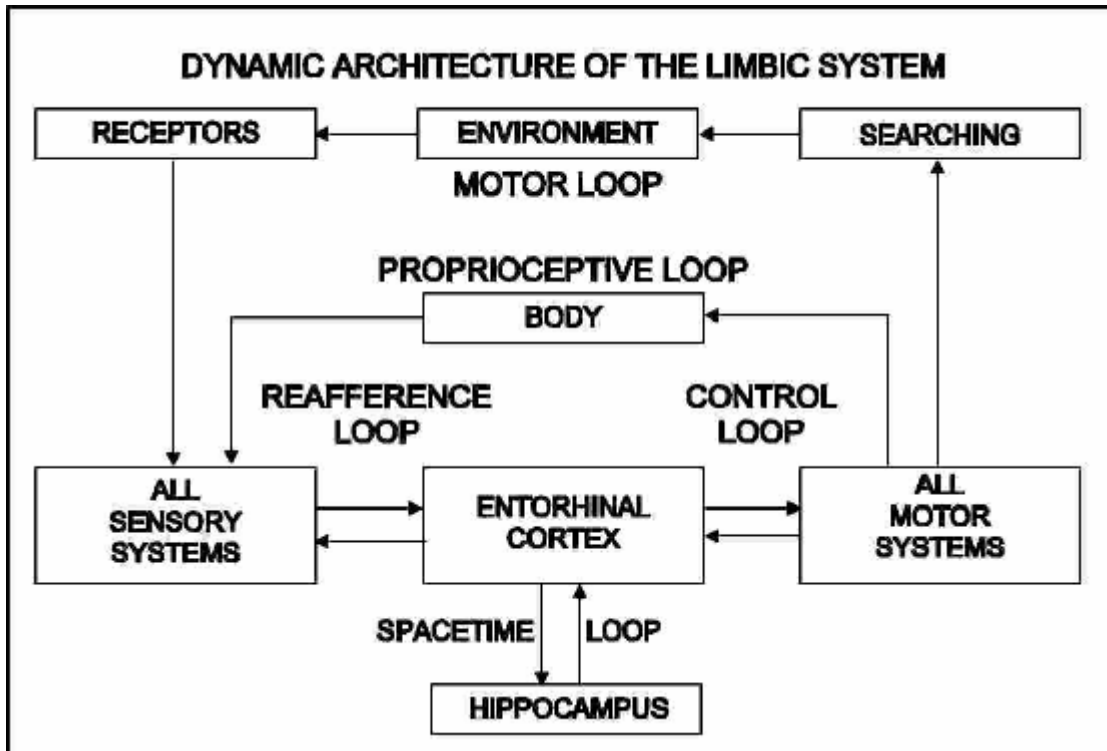 DYNAMIC ARCHITECTURE OF THE LIMBIC SYSTEM
RECEPTORS
ENVIRONMENT
SEARCHING
MOTOR LOOP
PROPRIOCEPTIVE LOOP
BODY
REAFFERENCE
LOOP
CONTROL
LOOP
ALL
SENSORY
SYSTEMS
ENTORHINAL
CORTEX
ALL
MOTOR
SYSTEMS
SPACETIME
LOOP
HIPPOCAMPUS